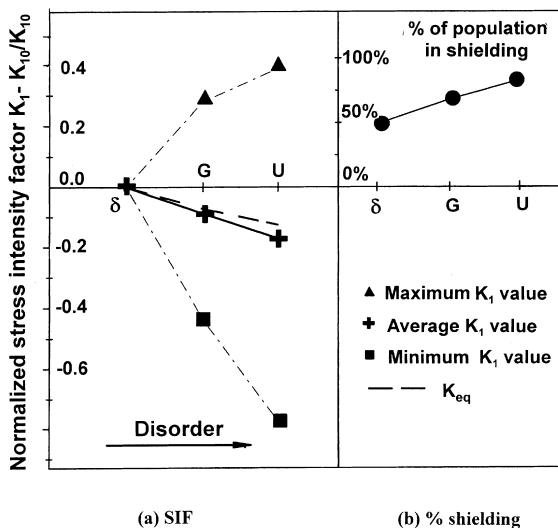 Normalized stress intensity factor K1- K10/K10
0.4
0.2
0.0
-0.2
-0.4
-0.6
δ
G
U
Disorder
% of population
in shielding
100%
50%
0%
δ
G
U
Maximum K1 value
Average K1 value
Minimum K1 value
Keq
(a) SIF
(b) % shielding